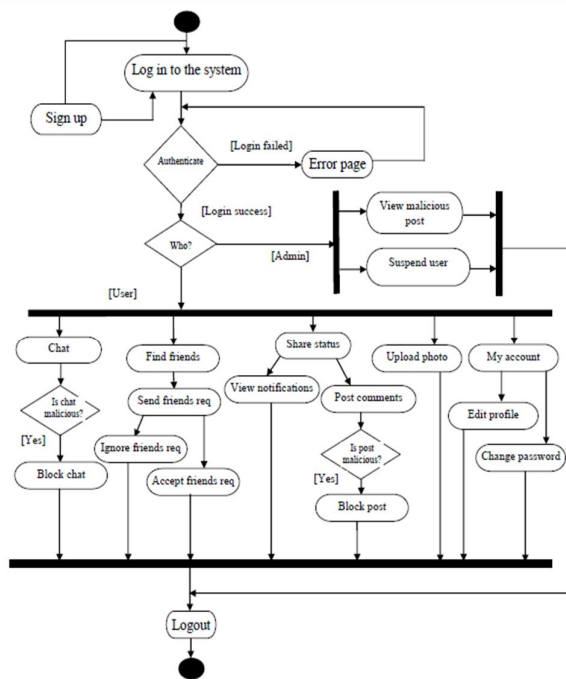 Log in to the system
Sign up
Authenticate
[Login failed]
Error page
[Login success]
View malicious
post
Who?
[Admin]
Suspend user
[User]
Chat
Find friends
Share status
Upload photo
My account
Is chat
malicious?
Send friends req
View notifications
Post comments
Edit profile
[Yes]
Ignore friends req
Is post
malicious?
Change password
Block chat
Accept friends req
[Yes]
Block post
Logout